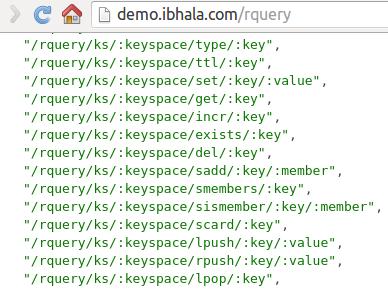 demo.ibhala.com/rquery
"/rquery/ks/:keyspace/type/:key",
"/rquery/ks/:keyspace/ttl/:key",
"/rquery/ks/:keyspace/set/:key/:value",
"/rquery/ks/:keyspace/get/:key",
"/rquery/ks/:keyspace/incr/:key",
"/rquery/ks/:keyspace/exists/:key",
"/rquery/ks/:keyspace/del/:key",
"/rquery/ks/:keyspace/sadd/:key/:member",
"/rquery/ks/:keyspace/smembers/:key",
"/rquery/ks/:keyspace/sismember/:key/:member",
"/rquery/ks/:keyspace/scard/:key",
"/rquery/ks/:keyspace/lpush/:key/:value",
"/rquery/ks/:keyspace/rpush/:key/:value",
"/rquery/ks/:keyspace/lpop/:key",